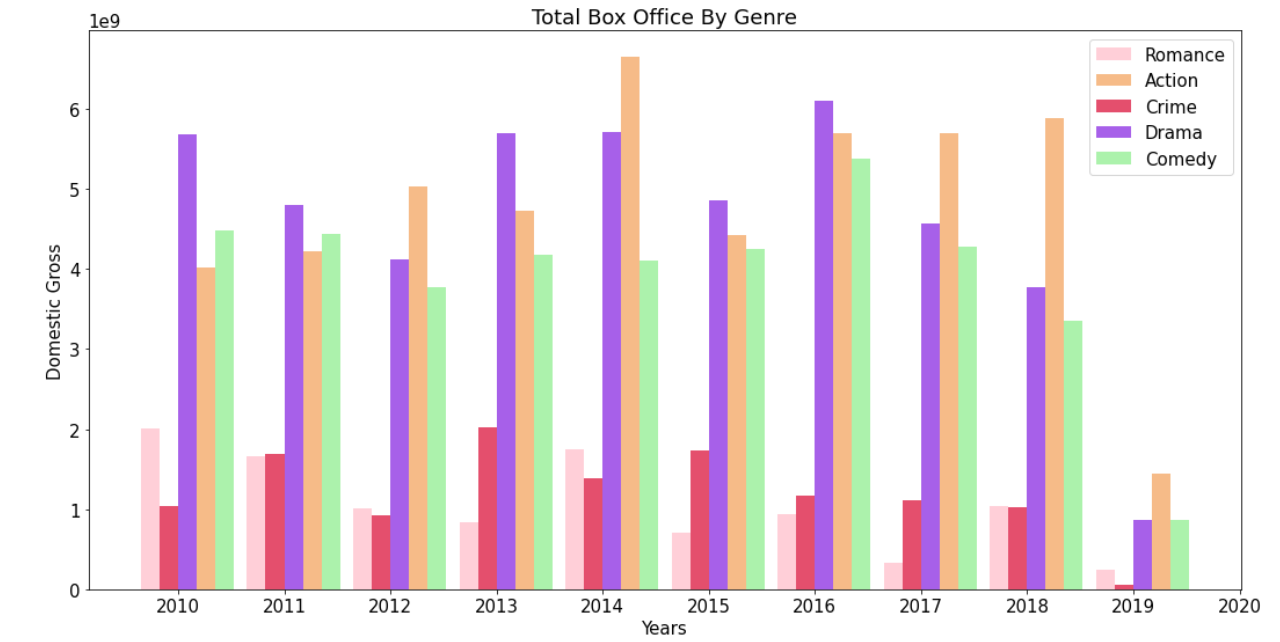 Total Box Office By Genre
1e9
Romance
Action
Crime
Drama
Comedy
6
5
4
3
2
1
0
Domestic Gross
2010 2011 2012 2013 2014 2015 2016 2017 2018 2019 2020
Years